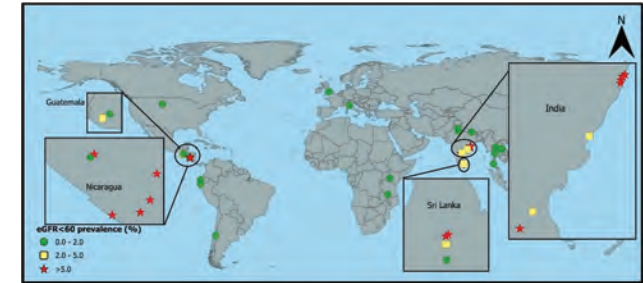 N
Guatemala
India
Nicaragua
Sri Lanka
eGFR<60 prevalence (%)
0.0 - 2.0
2.0 - 5.0
>5.0